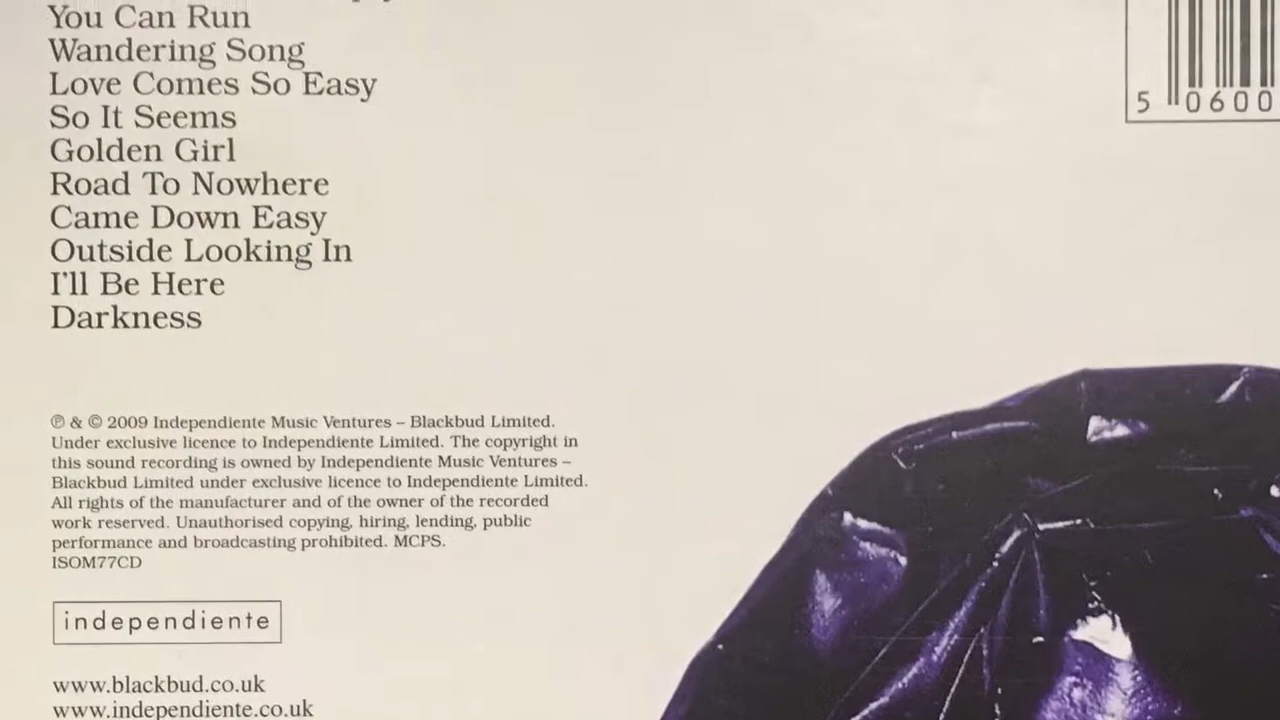 You Can Run
Wandering Song
Love Comes So Easy
So It Seems
Golden Girl
Road To Nowhere
Came Down Easy
Outside Looking In
I'll Be Here
Darkness
5 0600
℗ & © 2009 Independiente Music Ventures – Blackbud Limited.
Under exclusive licence to Independiente Limited. The copyright in
this sound recording is owned by Independiente Music Ventures –
Blackbud Limited under exclusive licence to Independiente Limited.
All rights of the manufacturer and of the owner of the recorded
work reserved. Unauthorised copying, hiring, lending, public
performance and broadcasting prohibited. MCPS.
ISOM77CD
independiente
www.blackbud.co.uk
www.independiente.co.uk